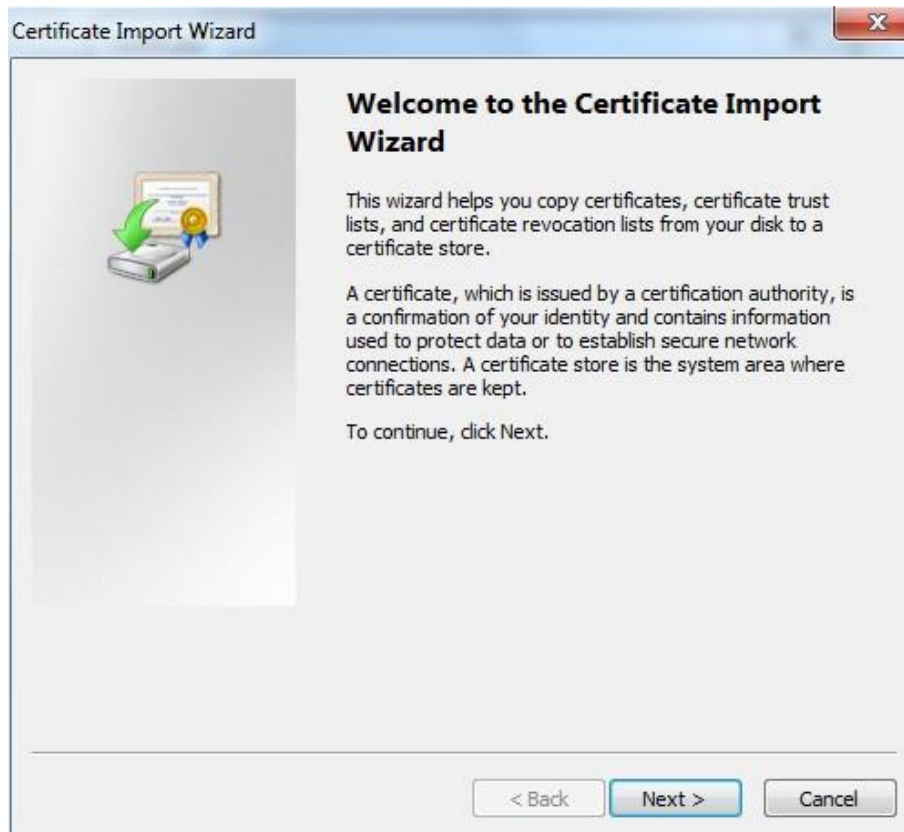 Certificate Import Wizard
Welcome to the Certificate Import
Wizard
This wizard helps you copy certificates, certificate trust
lists, and certificate revocation lists from your disk to a
certificate store.
A certificate, which is issued by a certification authority, is
a confirmation of your identity and contains information
used to protect data or to establish secure network
connections. A certificate store is the system area where
certificates are kept.
To continue, click Next.
< Back
Next >
Cancel